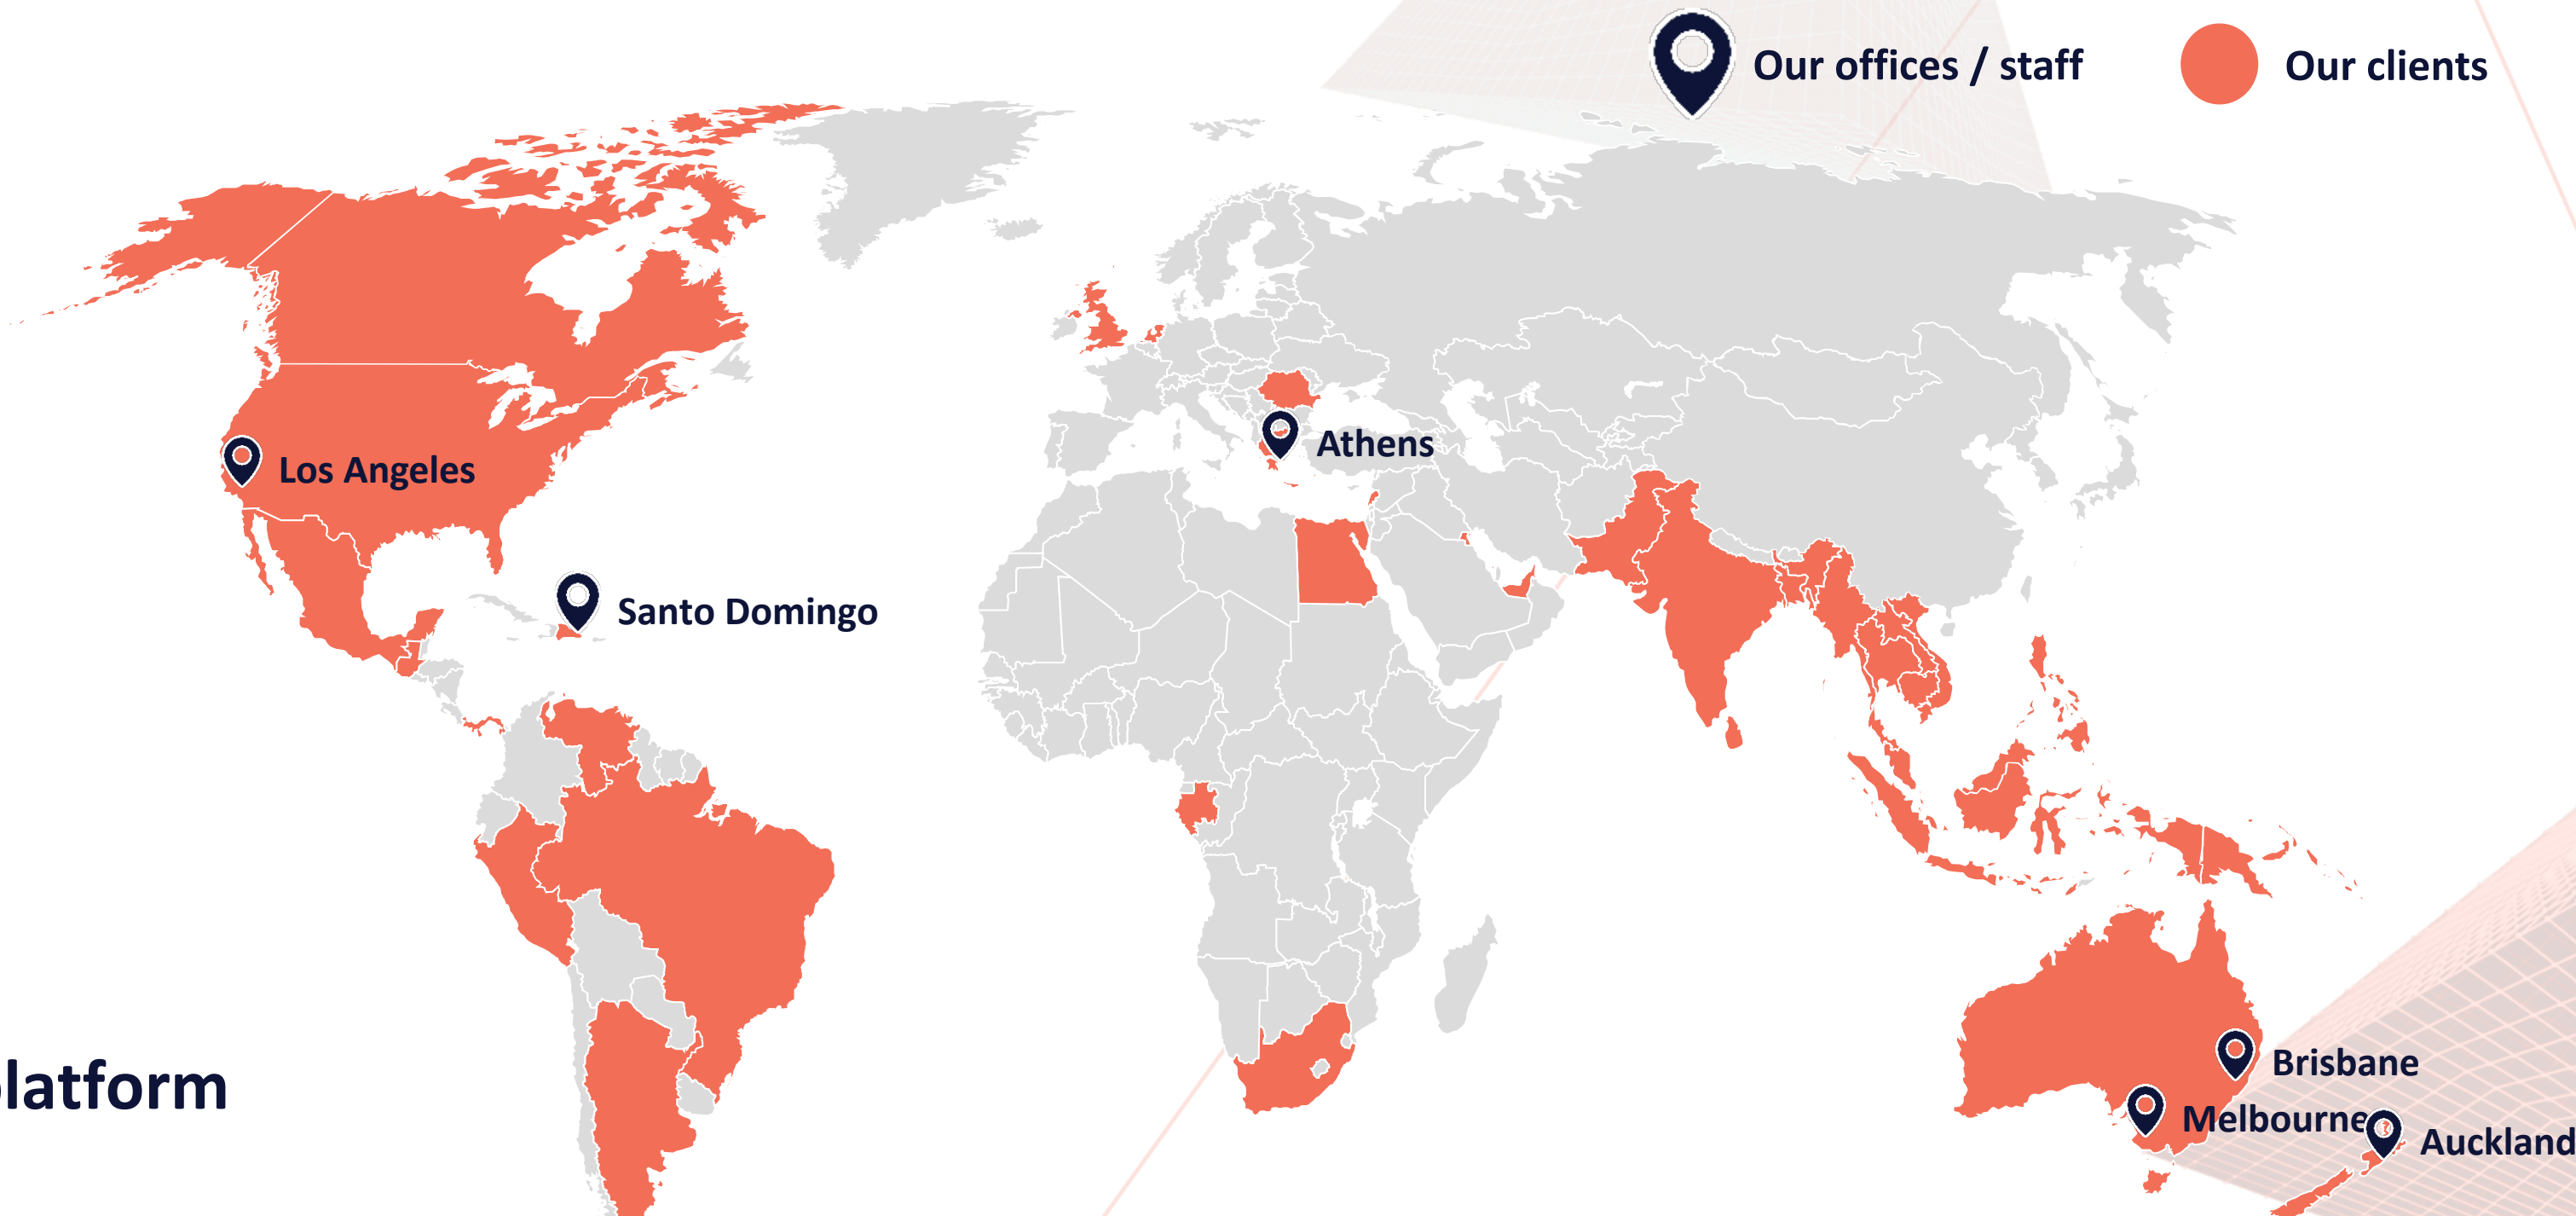 Our offices / staff
Our clients
Athens
Los Angeles
Santo Domingo
latform
Brisbane
Melbourne
Auckland